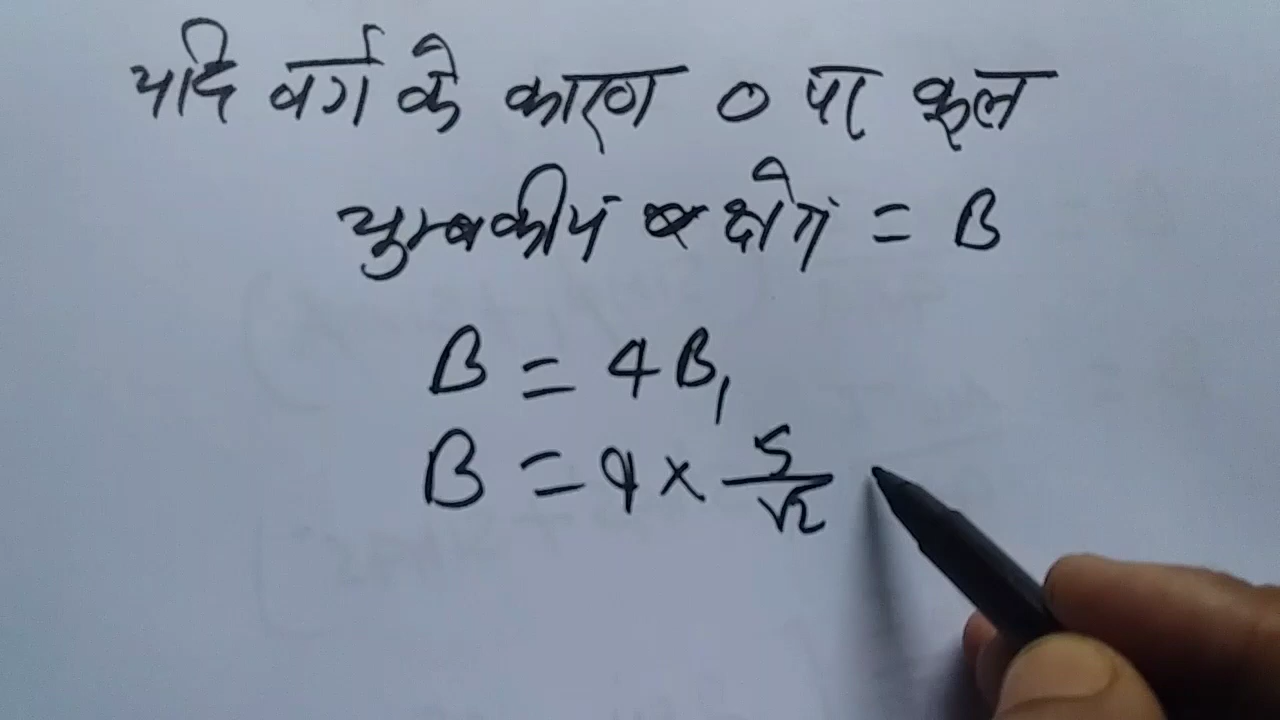 यदि वर्ग के कारण O पर कुल
चुम्बकीय क्षेत्र = B
B = 4B₁
B = 4 × 5/√2